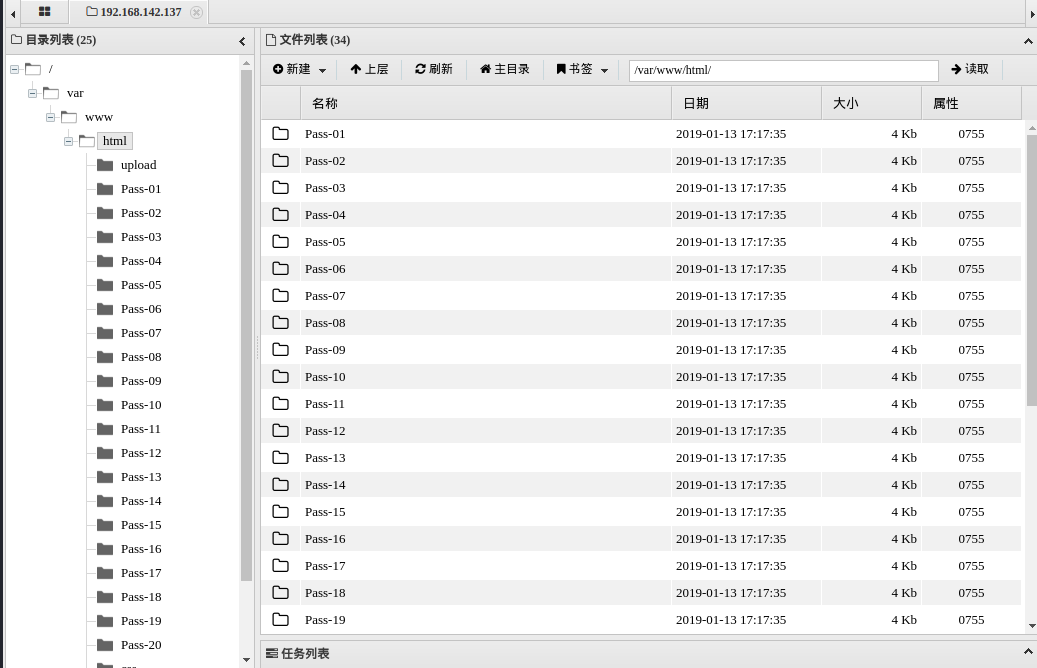 192.168.142.137
目录列表 (25)
/
var
www
html
upload
Pass-01
Pass-02
Pass-03
Pass-04
Pass-05
Pass-06
Pass-07
Pass-08
Pass-09
Pass-10
Pass-11
Pass-12
Pass-13
Pass-14
Pass-15
Pass-16
Pass-17
Pass-18
Pass-19
Pass-20
文件列表 (34)
新建 上层 刷新 主目录 书签 /var/www/html/ 读取
名称 日期 大小 属性
Pass-01 2019-01-13 17:17:35 4 Kb 0755
Pass-02 2019-01-13 17:17:35 4 Kb 0755
Pass-03 2019-01-13 17:17:35 4 Kb 0755
Pass-04 2019-01-13 17:17:35 4 Kb 0755
Pass-05 2019-01-13 17:17:35 4 Kb 0755
Pass-06 2019-01-13 17:17:35 4 Kb 0755
Pass-07 2019-01-13 17:17:35 4 Kb 0755
Pass-08 2019-01-13 17:17:35 4 Kb 0755
Pass-09 2019-01-13 17:17:35 4 Kb 0755
Pass-10 2019-01-13 17:17:35 4 Kb 0755
Pass-11 2019-01-13 17:17:35 4 Kb 0755
Pass-12 2019-01-13 17:17:35 4 Kb 0755
Pass-13 2019-01-13 17:17:35 4 Kb 0755
Pass-14 2019-01-13 17:17:35 4 Kb 0755
Pass-15 2019-01-13 17:17:35 4 Kb 0755
Pass-16 2019-01-13 17:17:35 4 Kb 0755
Pass-17 2019-01-13 17:17:35 4 Kb 0755
Pass-18 2019-01-13 17:17:35 4 Kb 0755
Pass-19 2019-01-13 17:17:35 4 Kb 0755
任务列表